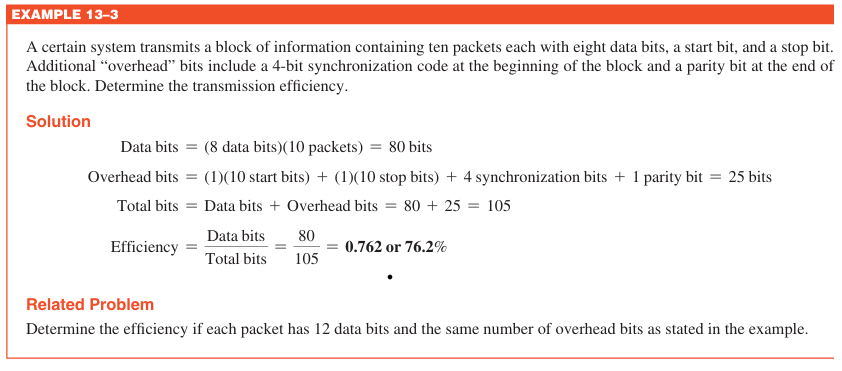 EXAMPLE 13–3
A certain system transmits a block of information containing ten packets each with eight data bits, a start bit, and a stop bit.
Additional “overhead” bits include a 4-bit synchronization code at the beginning of the block and a parity bit at the end of
the block. Determine the transmission efficiency.
Solution
Data bits = (8 data bits)(10 packets) = 80 bits
Overhead bits = (1)(10 start bits) + (1)(10 stop bits) + 4 synchronization bits + 1 parity bit = 25 bits
Total bits = Data bits + Overhead bits = 80 + 25 = 105
Efficiency = Data bits / Total bits = 80 / 105 = 0.762 or 76.2%
Related Problem
Determine the efficiency if each packet has 12 data bits and the same number of overhead bits as stated in the example.